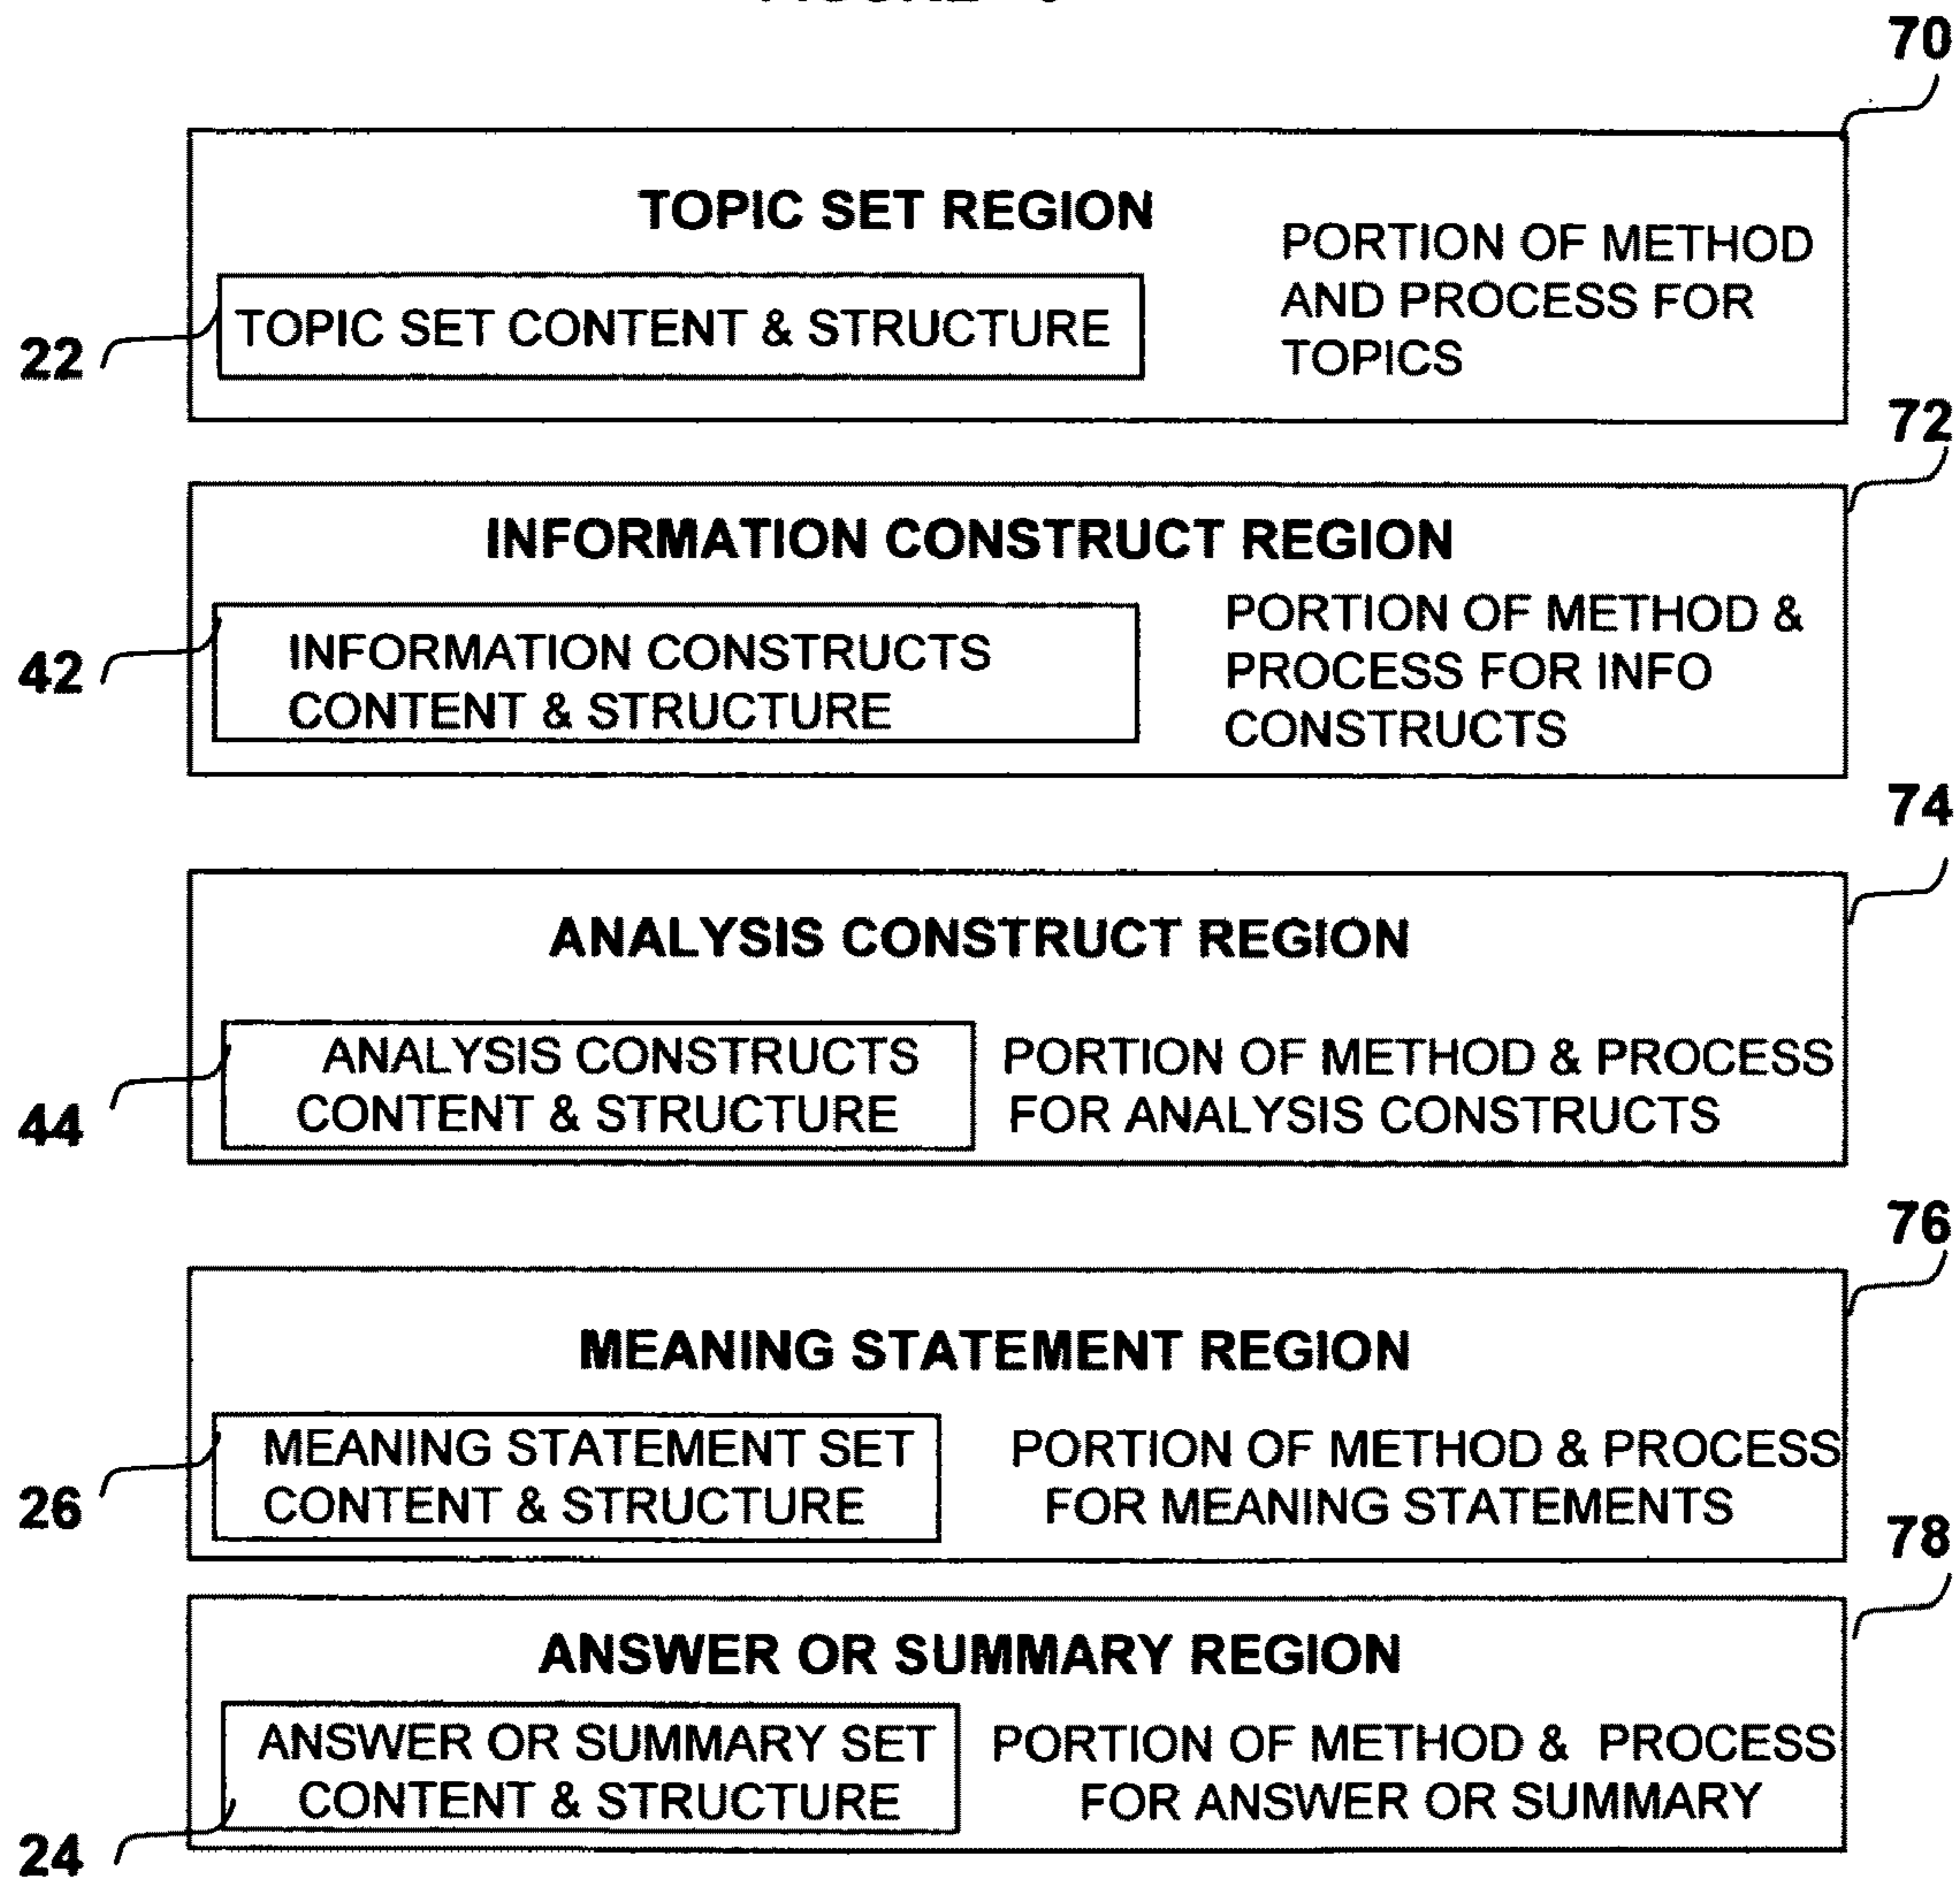 70
TOPIC SET REGION
PORTION OF METHOD
AND PROCESS FOR
TOPICS
TOPIC SET CONTENT & STRUCTURE
22
72
INFORMATION CONSTRUCT REGION
INFORMATION CONSTRUCTS
CONTENT & STRUCTURE
PORTION OF METHOD &
PROCESS FOR INFO
CONSTRUCTS
42
74
ANALYSIS CONSTRUCT REGION
ANALYSIS CONSTRUCTS
CONTENT & STRUCTURE
PORTION OF METHOD & PROCESS
FOR ANALYSIS CONSTRUCTS
44
76
MEANING STATEMENT REGION
MEANING STATEMENT SET
CONTENT & STRUCTURE
PORTION OF METHOD & PROCESS
FOR MEANING STATEMENTS
26
78
ANSWER OR SUMMARY REGION
ANSWER OR SUMMARY SET
CONTENT & STRUCTURE
PORTION OF METHOD & PROCESS
FOR ANSWER OR SUMMARY
24